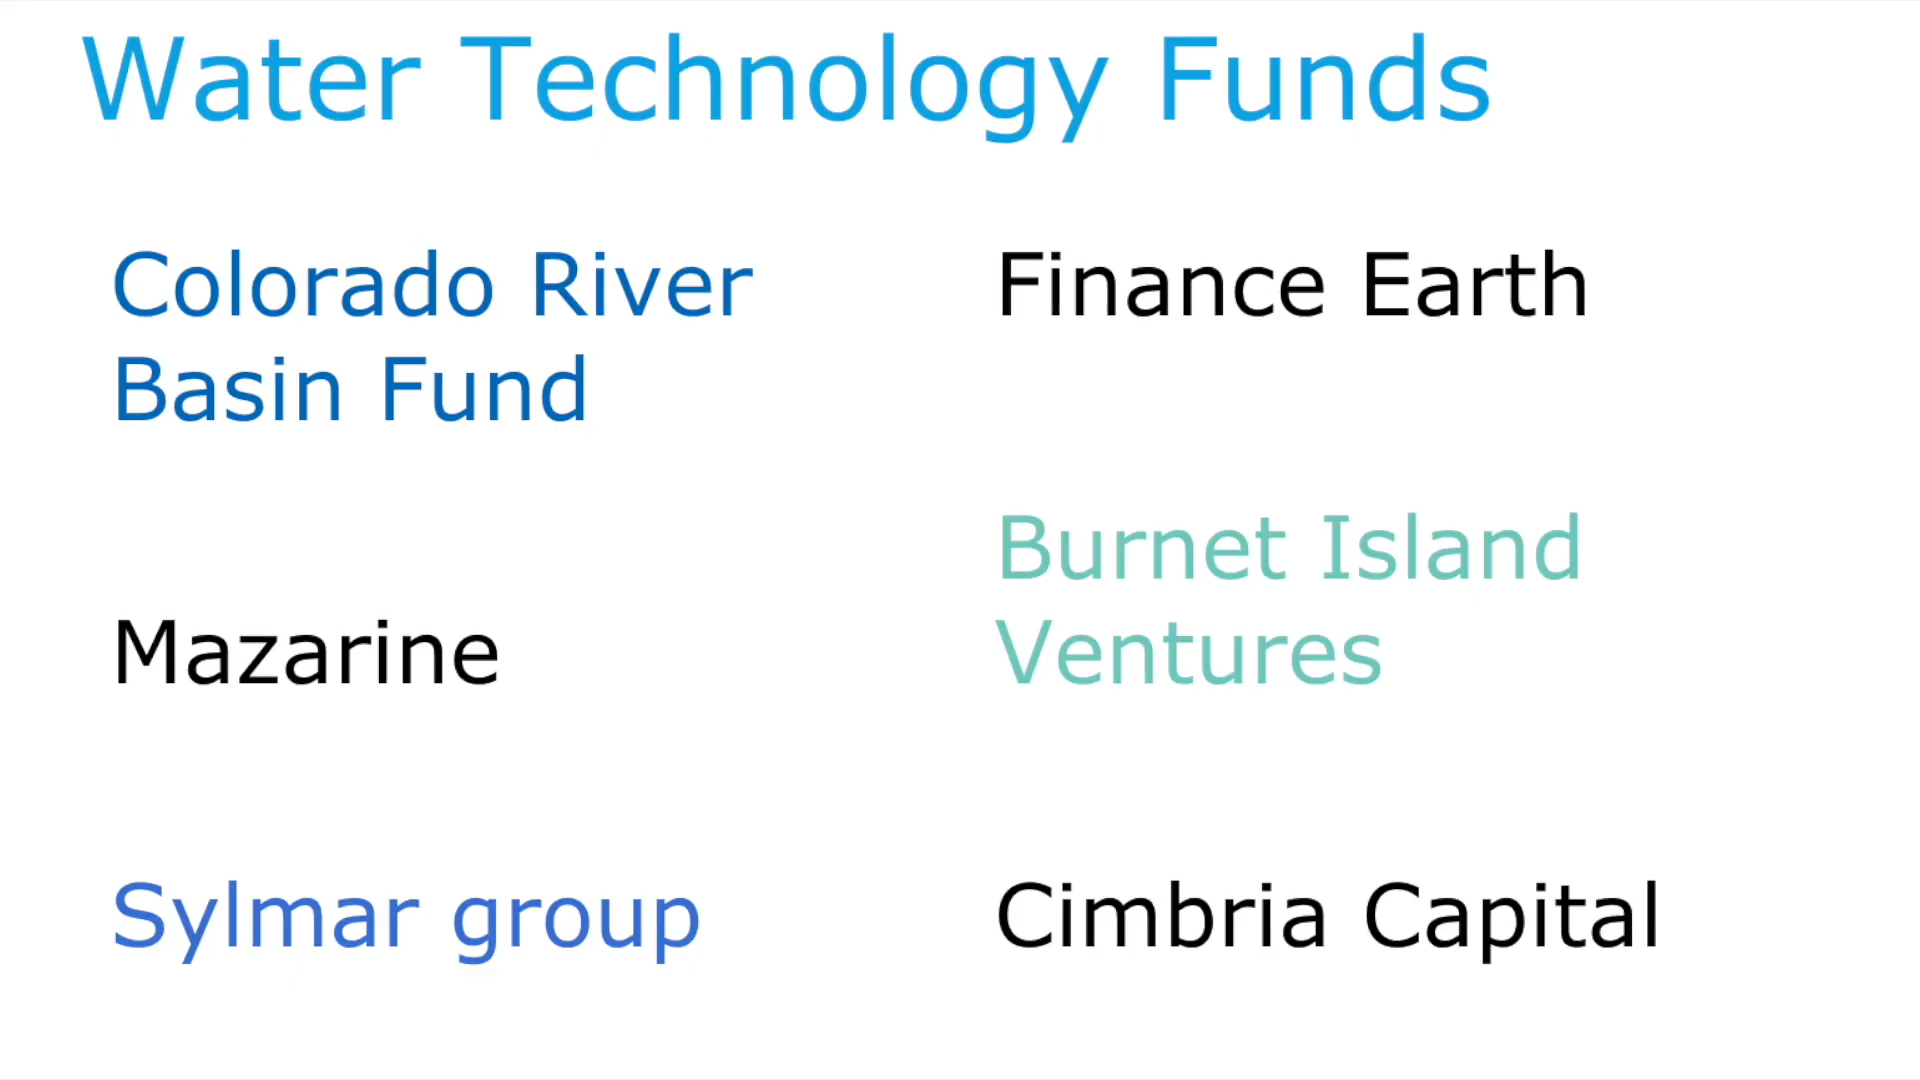 Water Technology Funds
Colorado River
Basin Fund
Mazarine
Sylmar group
Finance Earth
Burnet Island
Ventures
Cimbria Capital